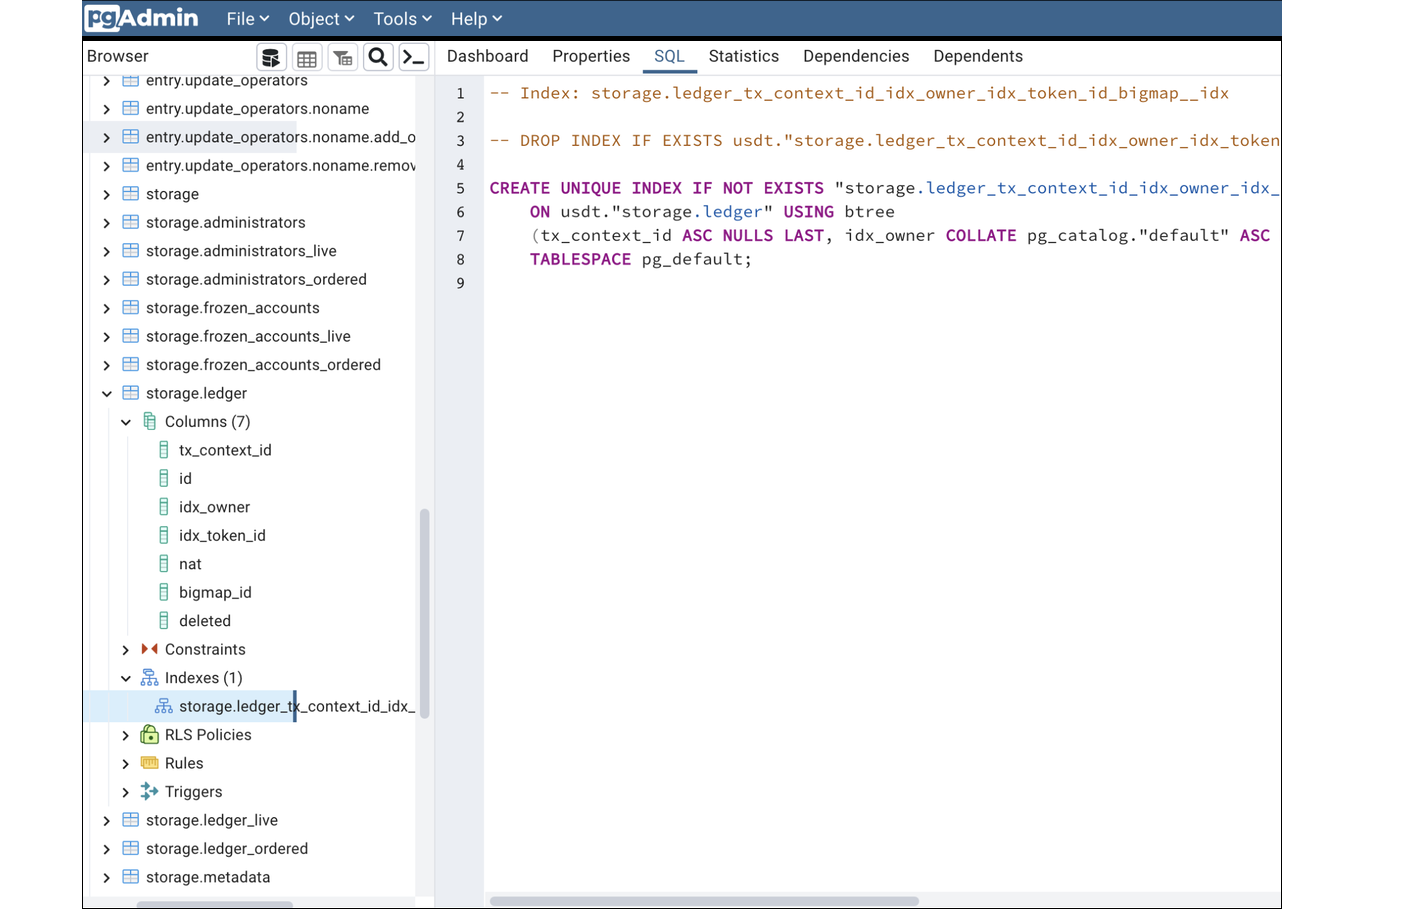 pgAdmin File Object Tools Help
Browser
Dashboard Properties SQL Statistics Dependencies Dependents
entry.update_operators
entry.update_operators.noname
entry.update_operators.noname.add_o
entry.update_operators.noname.remov
storage
storage.administrators
storage.administrators_live
storage.administrators_ordered
storage.frozen_accounts
storage.frozen_accounts_live
storage.frozen_accounts_ordered
storage.ledger
Columns (7)
tx_context_id
id
idx_owner
idx_token_id
nat
bigmap_id
deleted
Constraints
Indexes (1)
storage.ledger_tx_context_id_idx_
RLS Policies
Rules
Triggers
storage.ledger_live
storage.ledger_ordered
storage.metadata
1 -- Index: storage.ledger_tx_context_id_idx_owner_idx_token_id_bigmap__idx
2
3 -- DROP INDEX IF EXISTS usdt."storage.ledger_tx_context_id_idx_owner_idx_token
4
5 CREATE UNIQUE INDEX IF NOT EXISTS "storage.ledger_tx_context_id_idx_owner_idx_
6 ON usdt."storage.ledger" USING btree
7 (tx_context_id ASC NULLS LAST, idx_owner COLLATE pg_catalog."default" ASC
8 TABLESPACE pg_default;
9